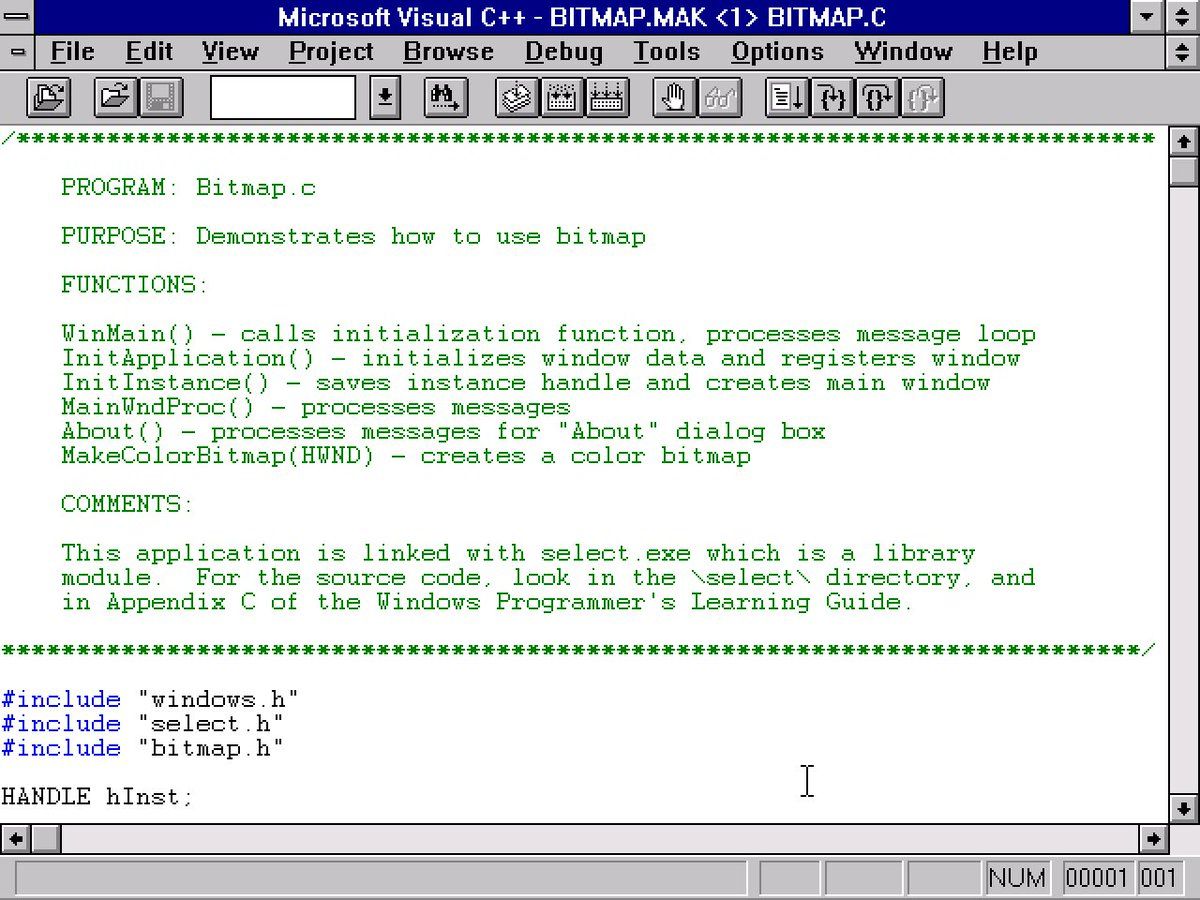 Microsoft Visual C++ - BITMAP.MAK <1> BITMAP.C
File Edit View Project Browse Debug Tools Options Window Help
/****************************************************************************
PROGRAM: Bitmap.c
PURPOSE: Demonstrates how to use bitmap
FUNCTIONS:
WinMain() - calls initialization function, processes message loop
InitApplication() - initializes window data and registers window
InitInstance() - saves instance handle and creates main window
MainWndProc() - processes messages
About() - processes messages for "About" dialog box
MakeColorBitmap(HWND) - creates a color bitmap
COMMENTS:
This application is linked with select.exe which is a library
module.  For the source code, look in the \select\ directory, and
in Appendix C of the Windows Programmer's Learning Guide.
****************************************************************************/
#include "windows.h"
#include "select.h"
#include "bitmap.h"
HANDLE hInst;
NUM 00001 001